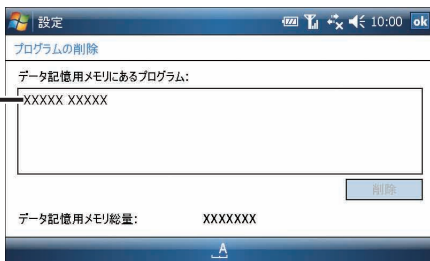 設定 10:00 ok
プログラムの削除
データ記憶用メモリにあるプログラム:
XXXXX XXXXX
削除
データ記憶用メモリ総量: XXXXXXX
A